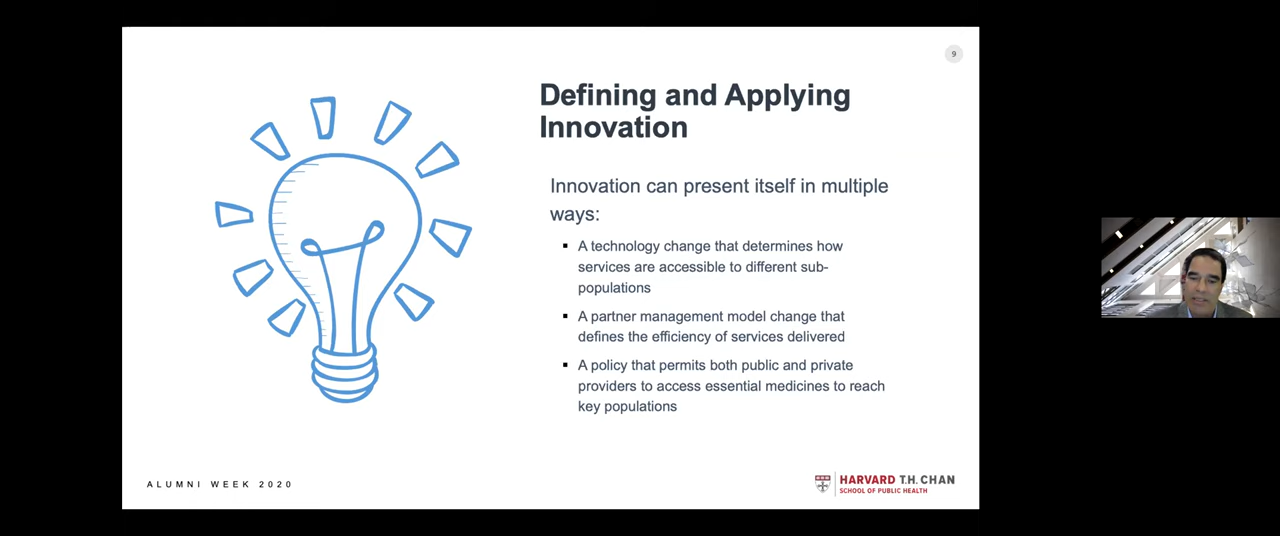 9
Defining and Applying
Innovation
Innovation can present itself in multiple
ways:
▪ A technology change that determines how
services are accessible to different sub-
populations
▪ A partner management model change that
defines the efficiency of services delivered
▪ A policy that permits both public and private
providers to access essential medicines to reach
key populations
ALUMNI WEEK 2020
HARVARD T.H. CHAN
SCHOOL OF PUBLIC HEALTH